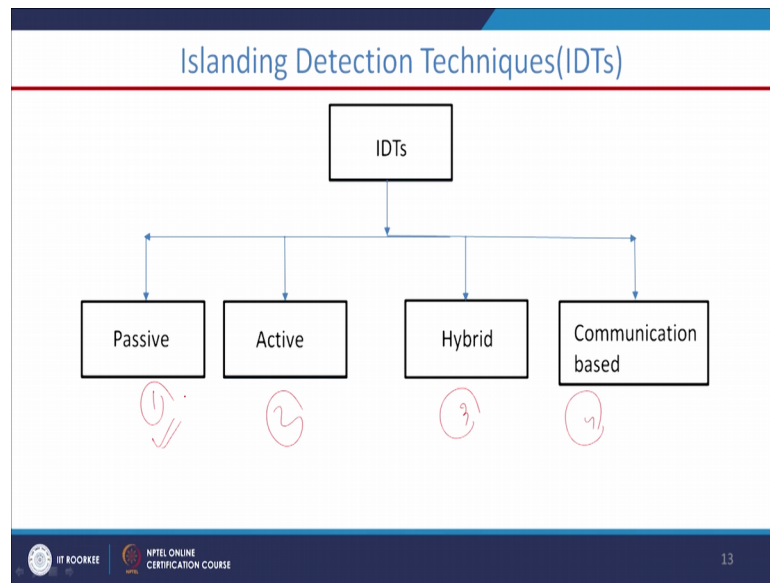 Islanding Detection Techniques(IDTs)
IDTs
Passive
Active
Hybrid
Communication
based
1
2
3
4
IIT ROORKEE
NPTEL ONLINE
CERTIFICATION COURSE
13